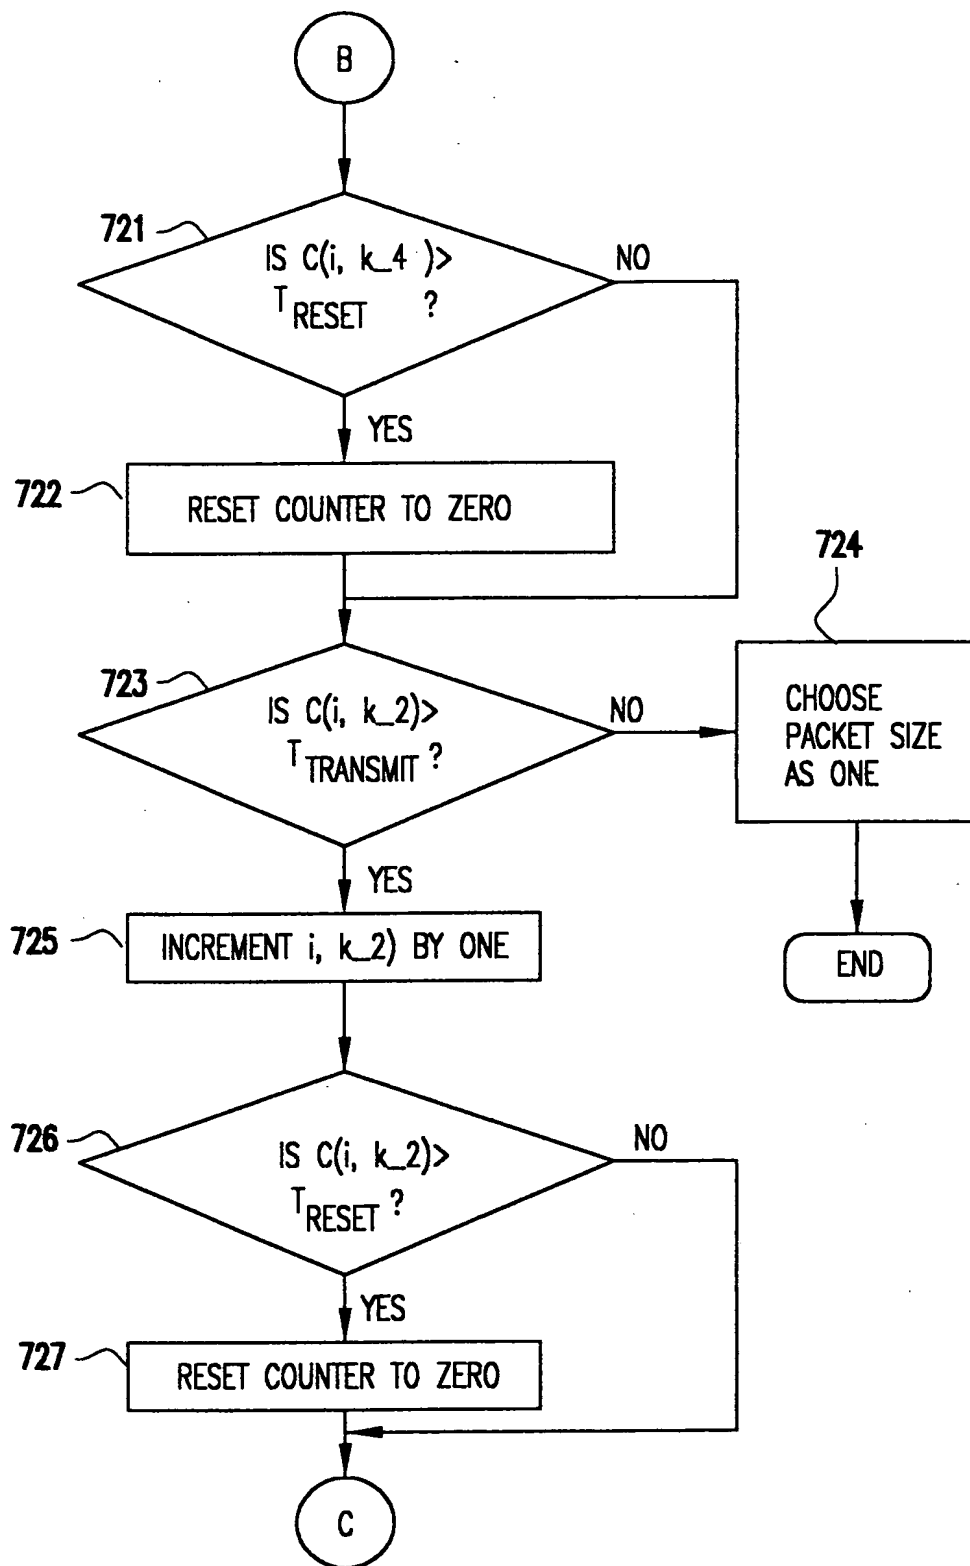 B
721
IS C(i, k_4 )>
T RESET ?
NO
YES
722
RESET COUNTER TO ZERO
724
723
IS C(i, k_2)>
T TRANSMIT ?
NO
CHOOSE
PACKET SIZE
AS ONE
YES
725
INCREMENT i, k_2) BY ONE
END
726
IS C(i, k_2)>
T RESET ?
NO
YES
727
RESET COUNTER TO ZERO
C